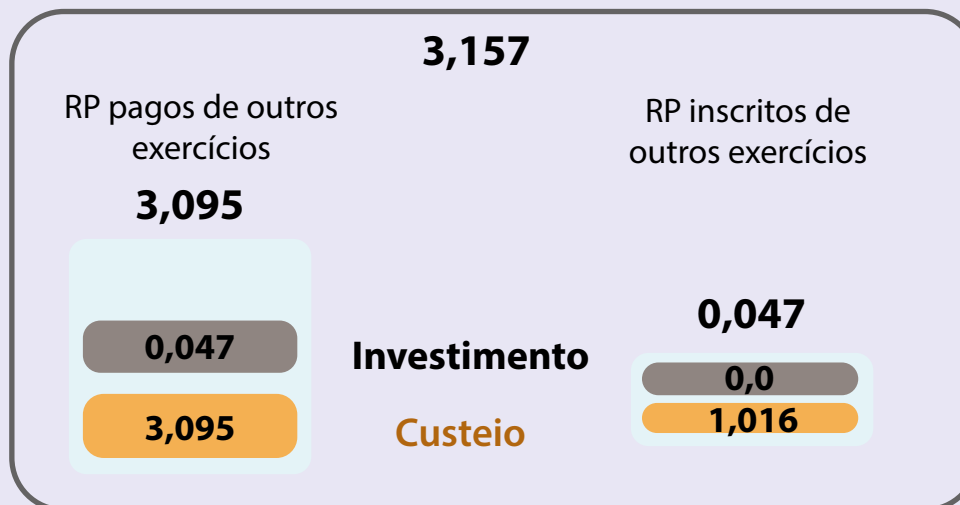 3,157
RP pagos de outros
exercícios
3,095
0,047
3,095
Investimento
Custeio
RP inscritos de
outros exercícios
0,047
0,0
1,016